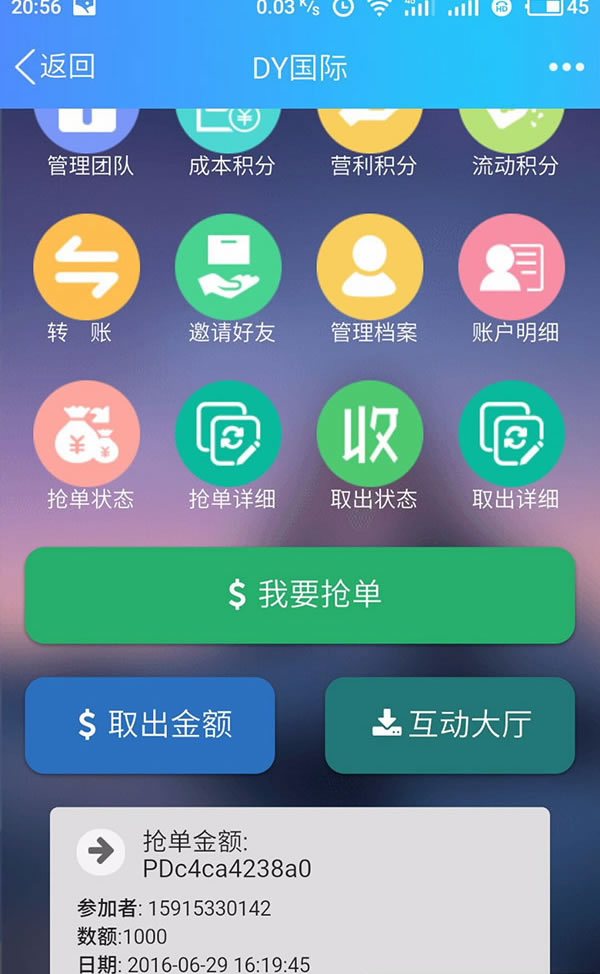 20:56 0.03 K/s 4G HD 45
返回 DY国际
管理团队 成本积分 营利积分 流动积分
转 账 邀请好友 管理档案 账户明细
收
抢单状态 抢单详细 取出状态 取出详细
$ 我要抢单
$ 取出金额 互动大厅
抢单金额:
PDc4ca4238a0
参加者: 15915330142
数额:1000
日期: 2016-06-29 16:19:45